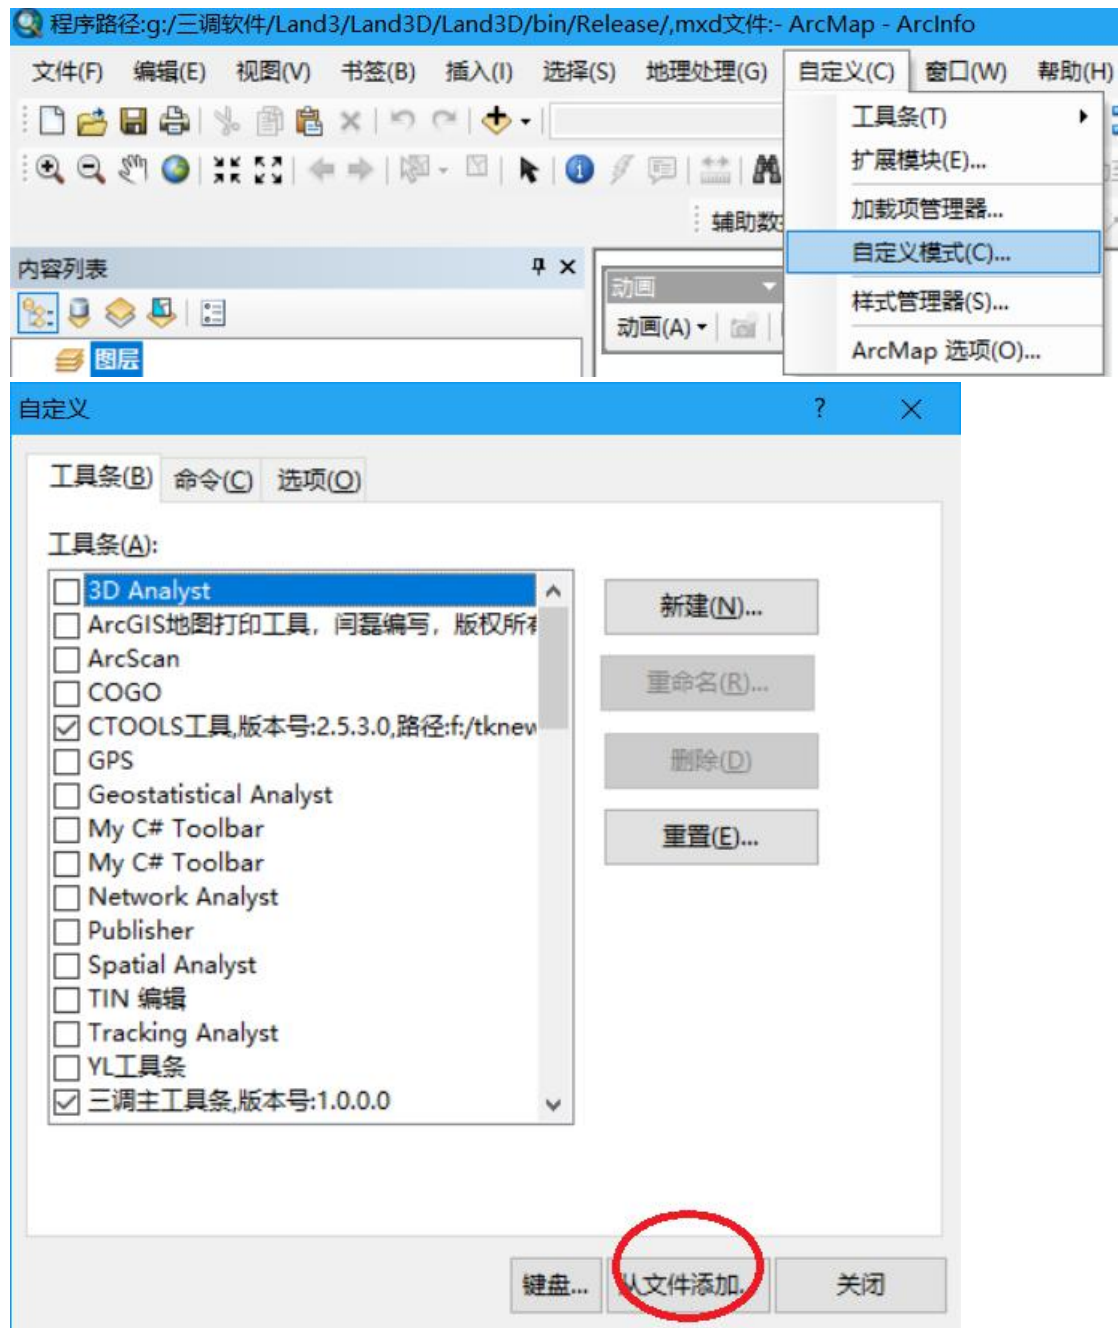 程序路径:g:/三调软件/Land3/Land3D/Land3D/bin/Release/,mxd文件:- ArcMap - ArcInfo
文件(F) 编辑(E) 视图(V) 书签(B) 插入(I) 选择(S) 地理处理(G) 自定义(C) 窗口(W) 帮助(H)
工具条(T)
扩展模块(E)...
加载项管理器...
辅助数
自定义模式(C)...
内容列表
样式管理器(S)...
动画
动画(A)
ArcMap 选项(O)...
图层
自定义
工具条(B) 命令(C) 选项(O)
工具条(A):
3D Analyst
ArcGIS地图打印工具，闫磊编写，版权所有
ArcScan
COGO
CTOOLS工具,版本号:2.5.3.0,路径:f:/tknew
GPS
Geostatistical Analyst
My C# Toolbar
My C# Toolbar
Network Analyst
Publisher
Spatial Analyst
TIN 编辑
Tracking Analyst
YL工具条
三调主工具条,版本号:1.0.0.0
新建(N)...
重命名(R)...
删除(D)
重置(E)...
键盘... 从文件添加... 关闭